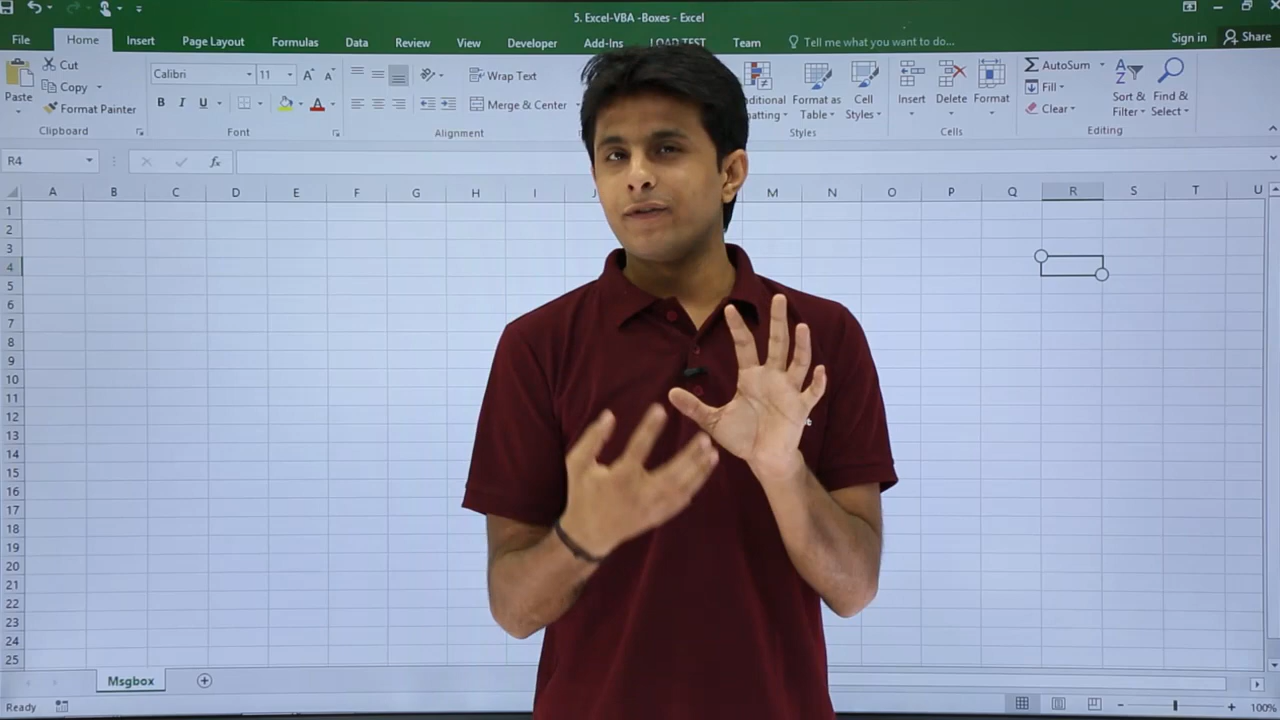 5. Excel-VBA -Boxes - Excel
File Home Insert Page Layout Formulas Data Review View Developer Add-Ins LOAD TEST Team Tell me what you want to do... Sign in Share
Paste
Cut
Copy
Format Painter
Clipboard
Calibri 11
B I U A
Font
Wrap Text
Merge & Center
Alignment
Format as
Table
Cell
Styles
Styles
Insert Delete Format
Cells
AutoSum
Fill
Clear
Sort &
Filter
Find &
Select
Editing
R4 fx
A B C D E F G H I J M N O P Q R S T U
1
2
3
4
5
6
7
8
9
10
11
12
13
14
15
16
17
18
19
20
21
22
23
24
25
Msgbox
Ready 100%